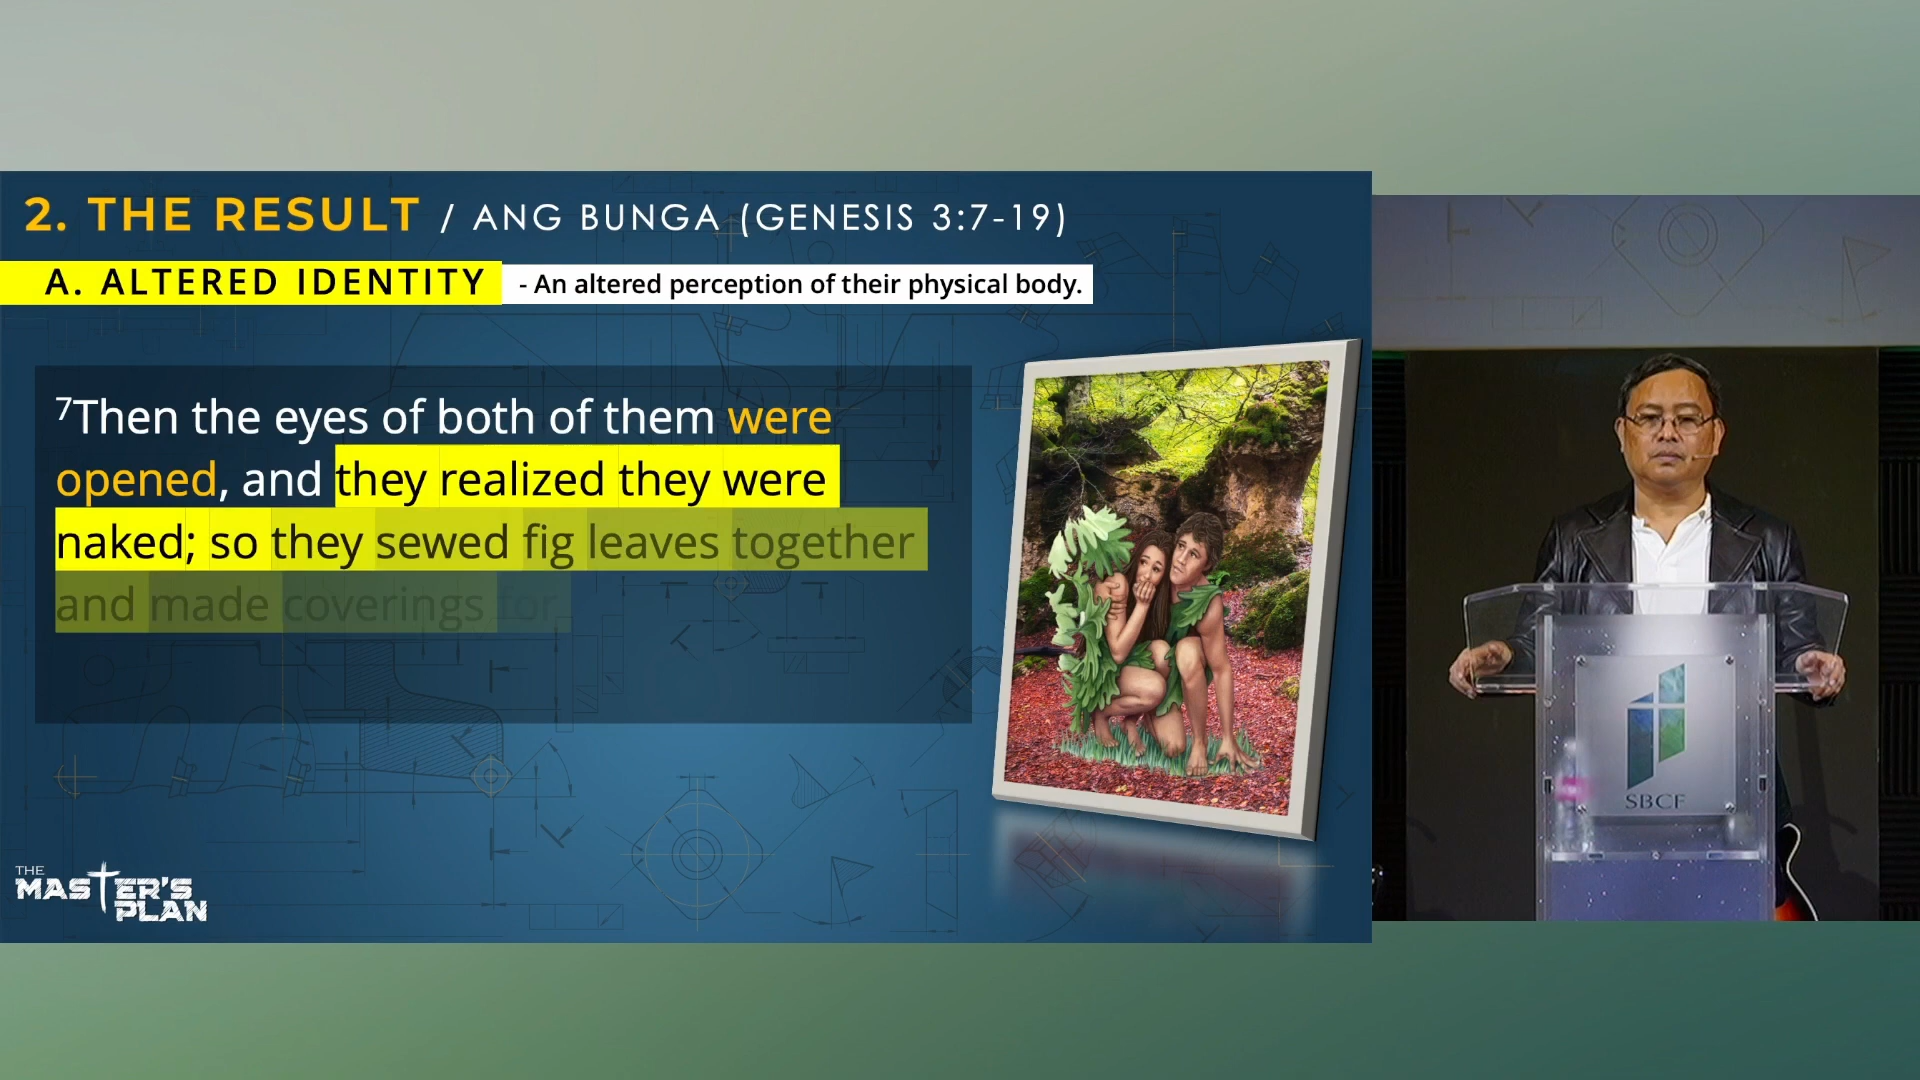 2. THE RESULT / ANG BUNGA (GENESIS 3:7-19)
A. ALTERED IDENTITY - An altered perception of their physical body.
7Then the eyes of both of them were
opened, and they realized they were
naked; so they sewed fig leaves together
and made coverings for
THE
MASTER'S
PLAN
SBCF